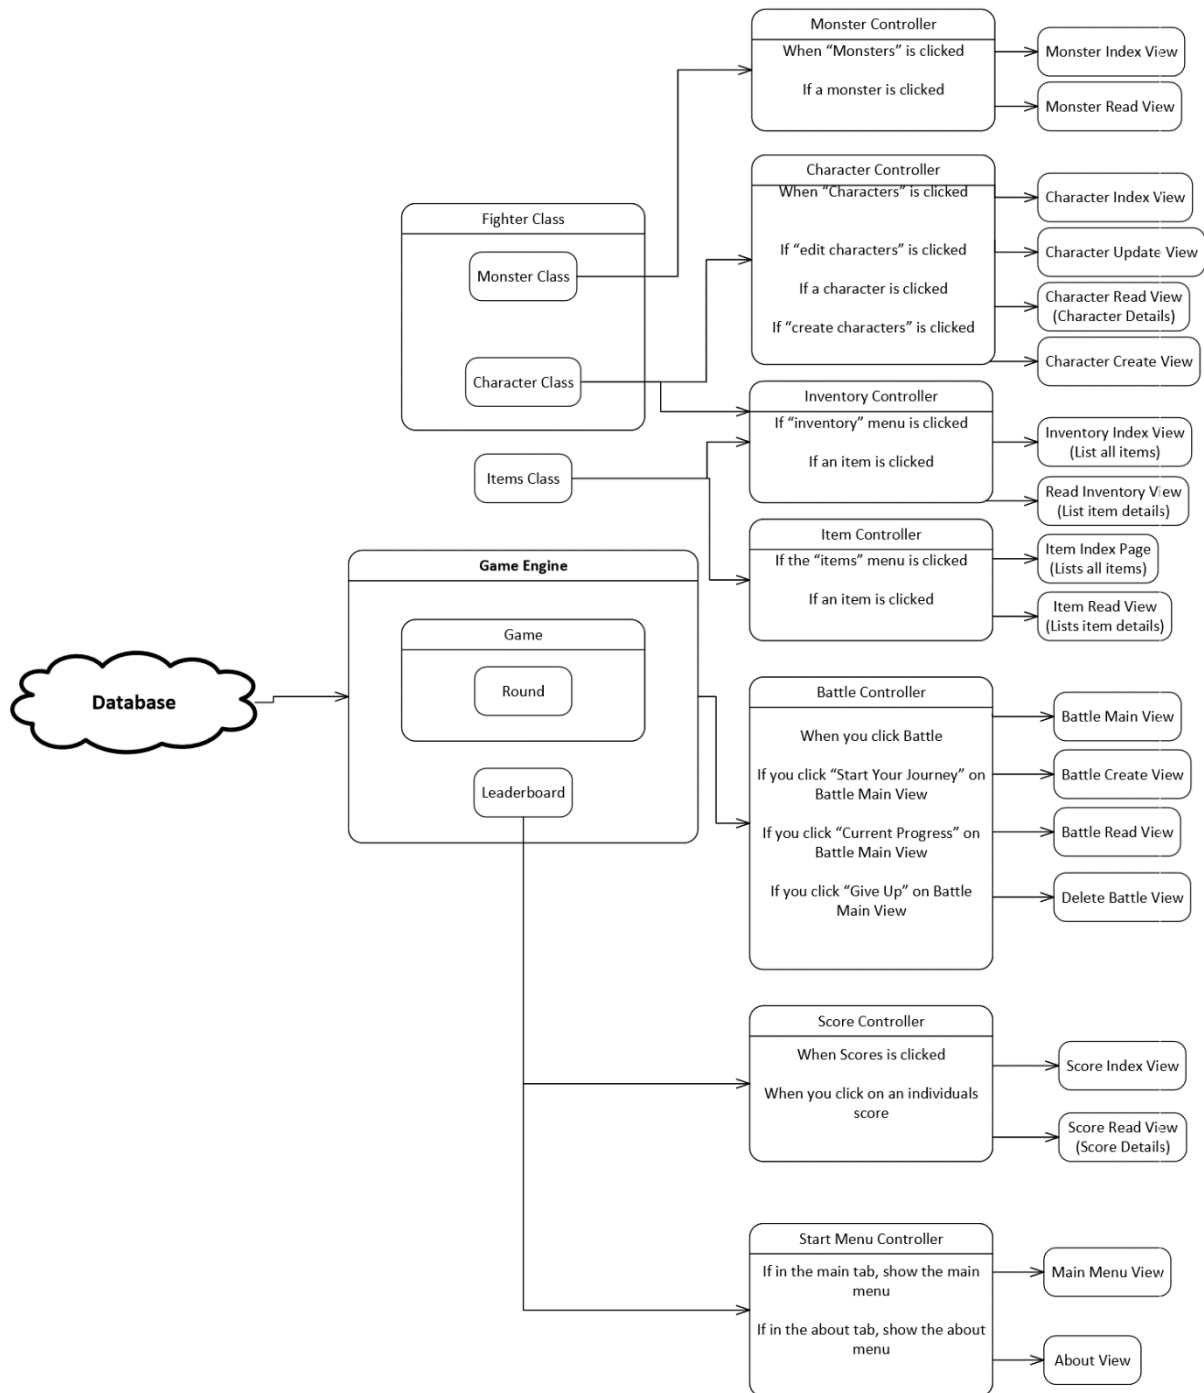 Monster Controller
When “Monsters” is clicked
If a monster is clicked
Monster Index View
Monster Read View
Character Controller
When “Characters” is clicked
If “edit characters” is clicked
If a character is clicked
If “create characters” is clicked
Character Index View
Character Update View
Character Read View
(Character Details)
Character Create View
Fighter Class
Monster Class
Character Class
Items Class
Inventory Controller
If “inventory” menu is clicked
If an item is clicked
Inventory Index View
(List all items)
Read Inventory View
(List item details)
Item Controller
If the “items” menu is clicked
If an item is clicked
Item Index Page
(Lists all items)
Item Read View
(Lists item details)
Database
Game Engine
Game
Round
Leaderboard
Battle Controller
When you click Battle
If you click “Start Your Journey” on
Battle Main View
If you click “Current Progress” on
Battle Main View
If you click “Give Up” on Battle
Main View
Battle Main View
Battle Create View
Battle Read View
Delete Battle View
Score Controller
When Scores is clicked
When you click on an individuals
score
Score Index View
Score Read View
(Score Details)
Start Menu Controller
If in the main tab, show the main
menu
If in the about tab, show the about
menu
Main Menu View
About View